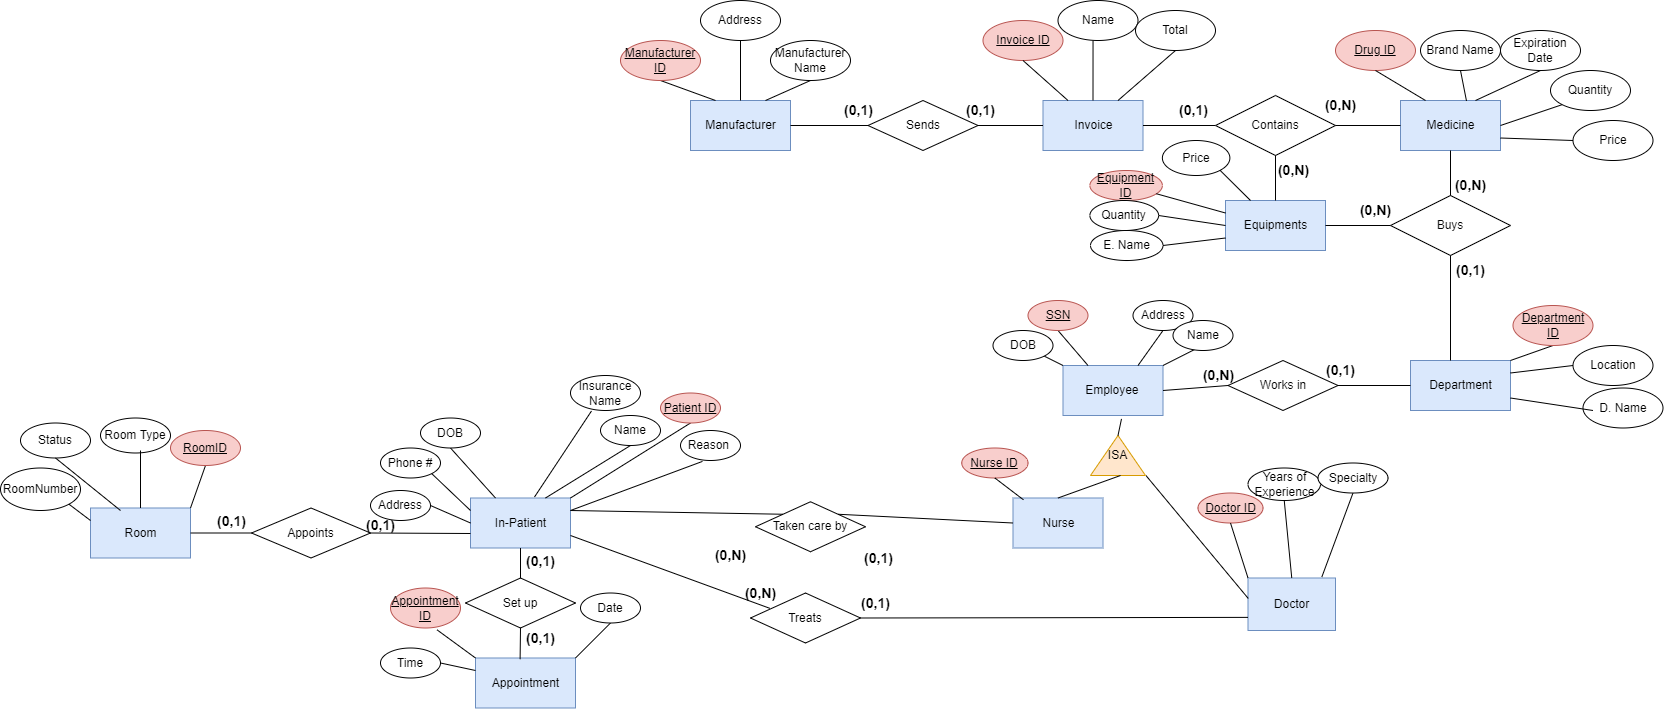 Address
Manufacturer
ID
Manufacturer
Name
Manufacturer
(0,1)
Sends
(0,1)
Invoice ID
Name
Total
Invoice
(0,1)
Contains
(0,N)
(0,N)
Drug ID
Brand Name
Expiration
Date
Quantity
Price
Medicine
Price
Equipment
ID
Quantity
E. Name
Equipments
(0,N)
(0,N)
Buys
(0,1)
SSN
DOB
Address
Name
Employee
(0,N)
Works in
(0,1)
Department
ID
Location
D. Name
Department
ISA
Status
Room Type
RoomID
RoomNumber
Room
(0,1)
Appoints
(0,1)
Insurance
Name
Patient ID
DOB
Name
Reason
Phone #
Address
In-Patient
Taken care by
(0,N)
(0,1)
Nurse ID
Nurse
Years of
Experience
Specialty
Doctor ID
Doctor
(0,N)
Treats
(0,1)
(0,1)
Set up
(0,1)
Appointment
ID
Date
Time
Appointment